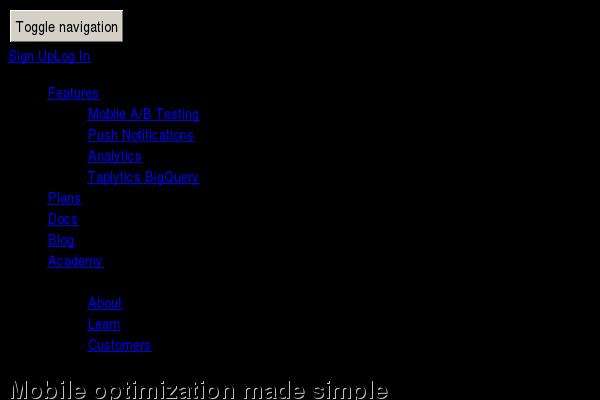 Toggle navigation
Sign UpLog In
Features
Mobile A/B Testing
Push Notifications
Analytics
Taplytics BigQuery
Plans
Docs
Blog
Academy
About
Learn
Customers
Mobile optimization made simple